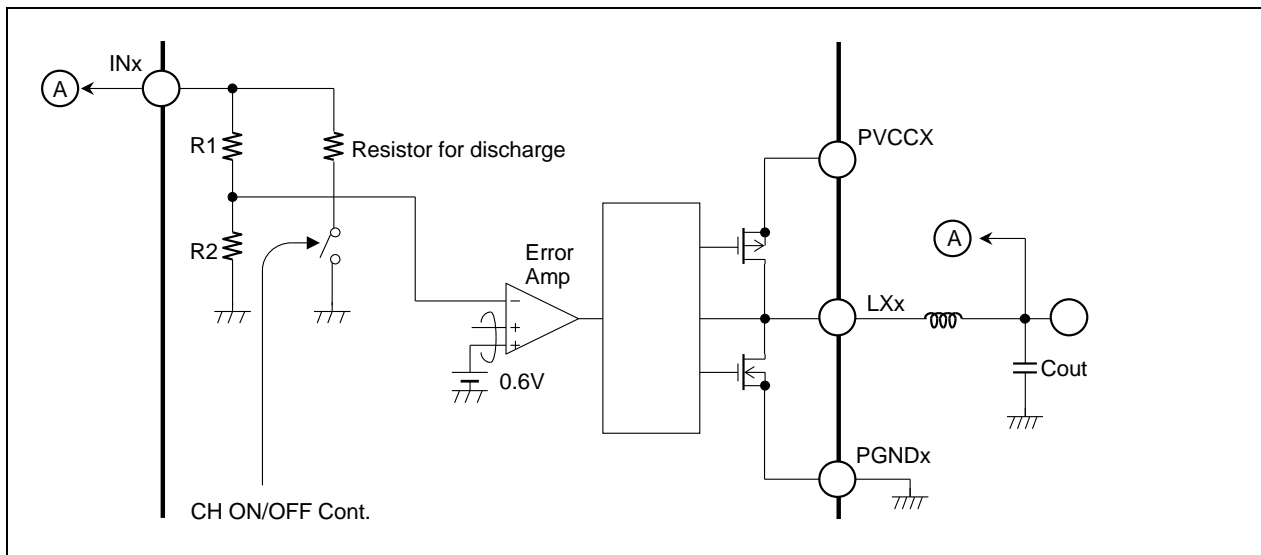 INx
A
R1
Resistor for discharge
PVCCX
A
R2
Error
Amp
LXx
−
+
+
0.6V
Cout
PGNDx
CH ON/OFF Cont.